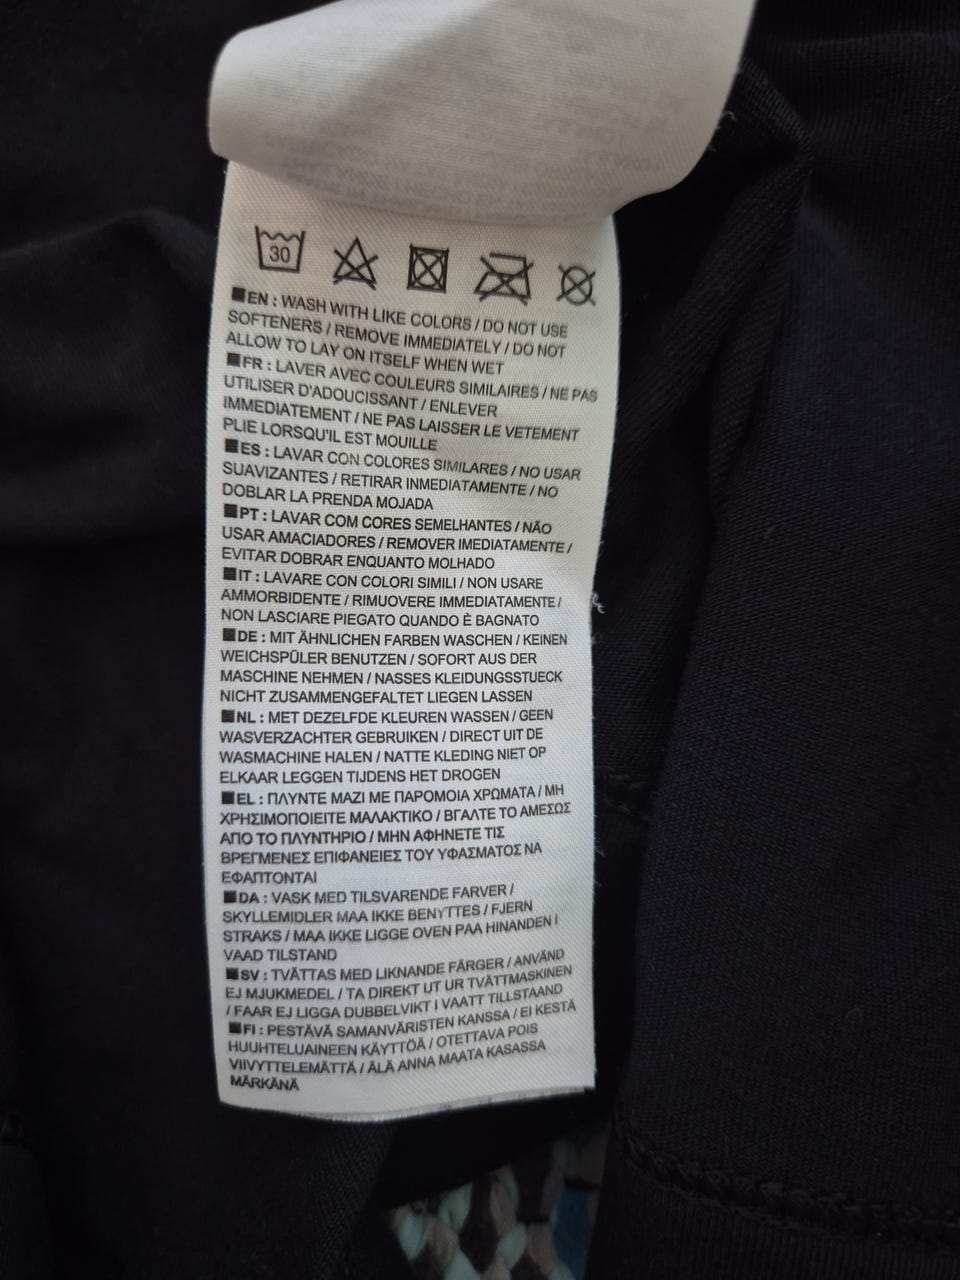 30
EN : WASH WITH LIKE COLORS / DO NOT USE
SOFTENERS / REMOVE IMMEDIATELY / DO NOT
ALLOW TO LAY ON ITSELF WHEN WET
FR : LAVER AVEC COULEURS SIMILAIRES / NE PAS
UTILISER D'ADOUCISSANT / ENLEVER
IMMEDIATEMENT / NE PAS LAISSER LE VETEMENT
PLIE LORSQU'IL EST MOUILLE
ES : LAVAR CON COLORES SIMILARES / NO USAR
SUAVIZANTES / RETIRAR INMEDIATAMENTE / NO
DOBLAR LA PRENDA MOJADA
PT : LAVAR COM CORES SEMELHANTES / NÃO
USAR AMACIADORES / REMOVER IMEDIATAMENTE /
EVITAR DOBRAR ENQUANTO MOLHADO
IT : LAVARE CON COLORI SIMILI / NON USARE
AMMORBIDENTE / RIMUOVERE IMMEDIATAMENTE /
NON LASCIARE PIEGATO QUANDO È BAGNATO
DE : MIT ÄHNLICHEN FARBEN WASCHEN / KEINEN
WEICHSPÜLER BENUTZEN / SOFORT AUS DER
MASCHINE NEHMEN / NASSES KLEIDUNGSSTUECK
NICHT ZUSAMMENGEFALTET LIEGEN LASSEN
NL : MET DEZELFDE KLEUREN WASSEN / GEEN
WASVERZACHTER GEBRUIKEN / DIRECT UIT DE
WASMACHINE HALEN / NATTE KLEDING NIET OP
ELKAAR LEGGEN TIJDENS HET DROGEN
EL : ΠΛΥΝΤΕ ΜΑΖΙ ΜΕ ΠΑΡΟΜΟΙΑ ΧΡΩΜΑΤΑ / ΜΗ
ΧΡΗΣΙΜΟΠΟΙΕΙΤΕ ΜΑΛΑΚΤΙΚΟ / ΒΓΑΛΤΕ ΤΟ ΑΜΕΣΩΣ
ΑΠΟ ΤΟ ΠΛΥΝΤΗΡΙΟ / ΜΗΝ ΑΦΗΝΕΤΕ ΤΙΣ
ΒΡΕΓΜΕΝΕΣ ΕΠΙΦΑΝΕΙΕΣ ΤΟΥ ΥΦΑΣΜΑΤΟΣ ΝΑ
ΕΦΑΠΤΟΝΤΑΙ
DA : VASK MED TILSVARENDE FARVER /
SKYLLEMIDLER MAA IKKE BENYTTES / FJERN
STRAKS / MAA IKKE LIGGE OVEN PAA HINANDEN I
VAAD TILSTAND
SV : TVÄTTAS MED LIKNANDE FÄRGER / ANVÄND
EJ MJUKMEDEL / TA DIREKT UT UR TVÄTTMASKINEN
/ FAAR EJ LIGGA DUBBELVIKT I VAATT TILLSTAAND
FI : PESTÄVÄ SAMANVÄRISTEN KANSSA / EI KESTÄ
HUUHTELUAINEEN KÄYTTÖÄ / OTETTAVA POIS
VIIVYTTELEMÄTTÄ / ÄLÄ ANNA MAATA KASASSA
MÄRKÄNÄ